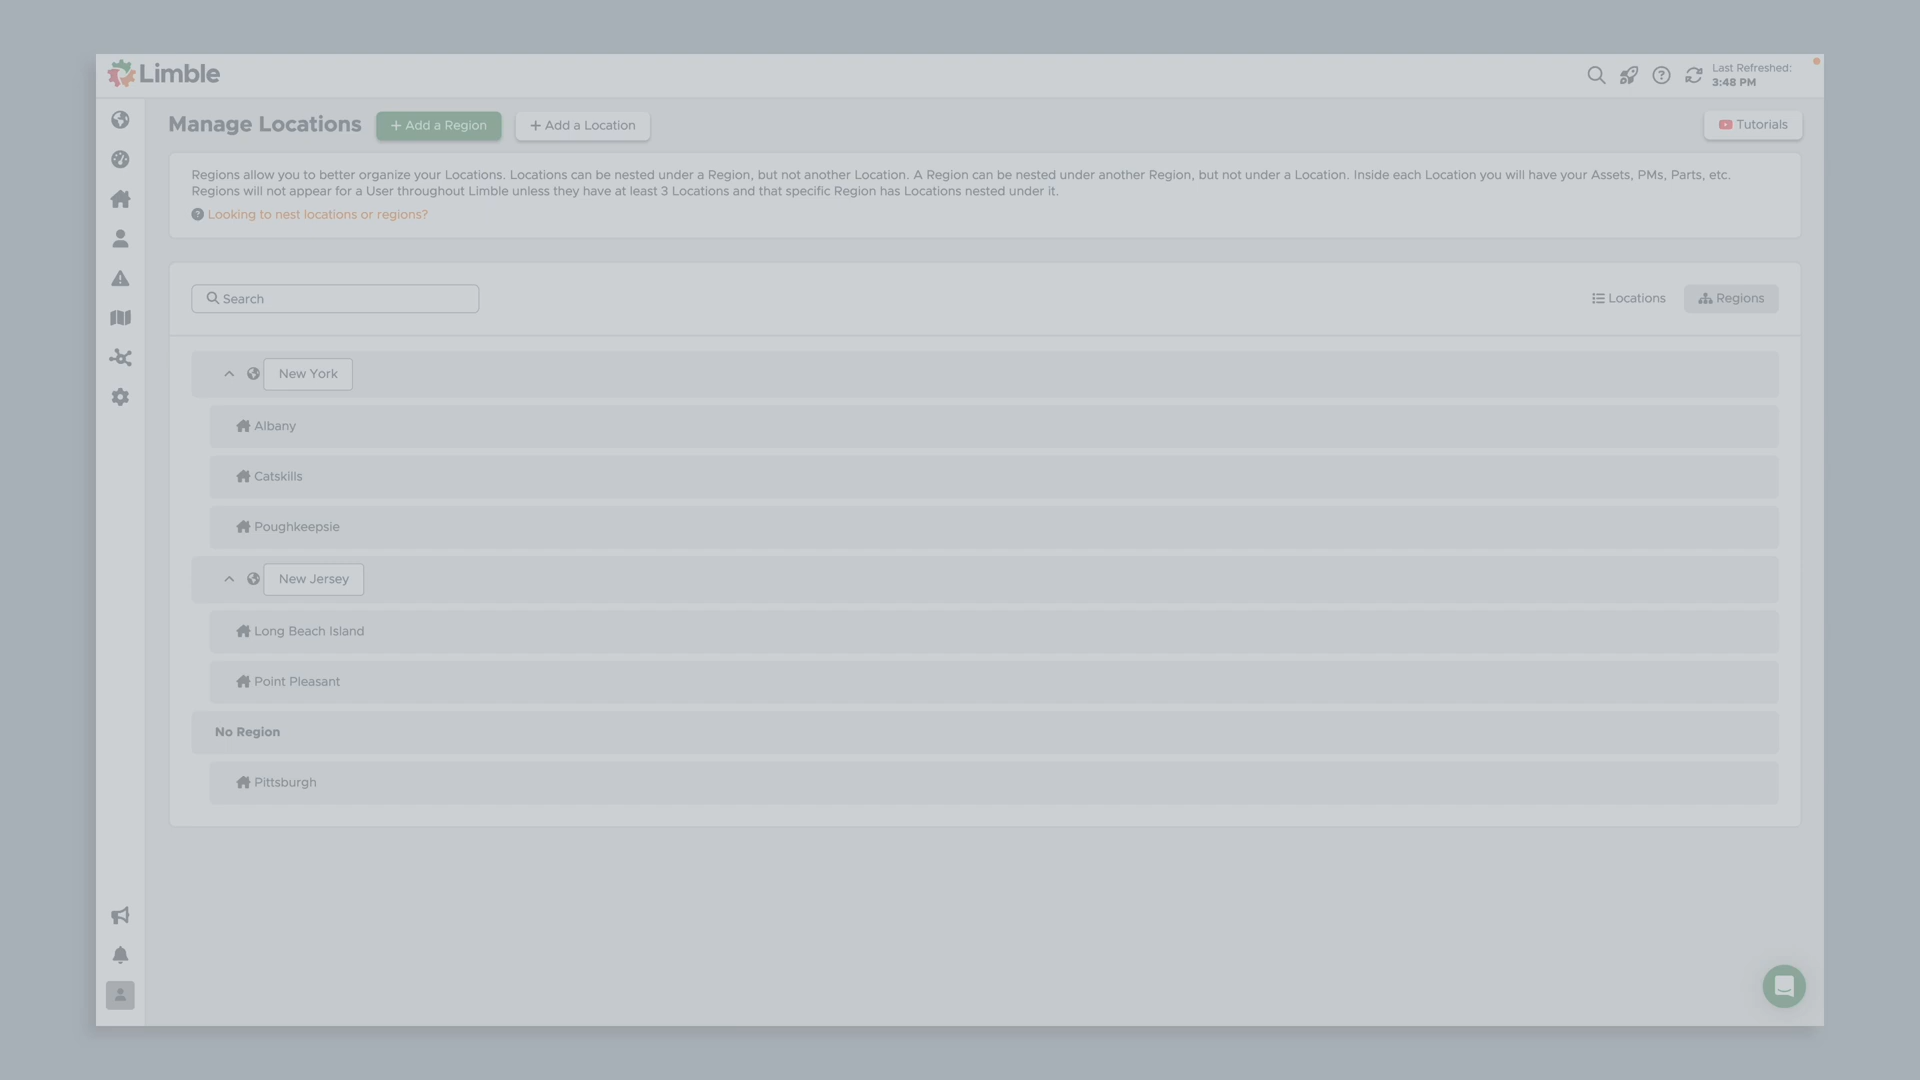 Limble
Last Refreshed:
3:48 PM
Manage Locations
+ Add a Region
+ Add a Location
Tutorials
Regions allow you to better organize your Locations. Locations can be nested under a Region, but not another Location. A Region can be nested under another Region, but not under a Location. Inside each Location you will have your Assets, PMs, Parts, etc.
Regions will not appear for a User throughout Limble unless they have at least 3 Locations and that specific Region has Locations nested under it.
Looking to nest locations or regions?
Search
Locations
Regions
New York
Albany
Catskills
Poughkeepsie
New Jersey
Long Beach Island
Point Pleasant
No Region
Pittsburgh